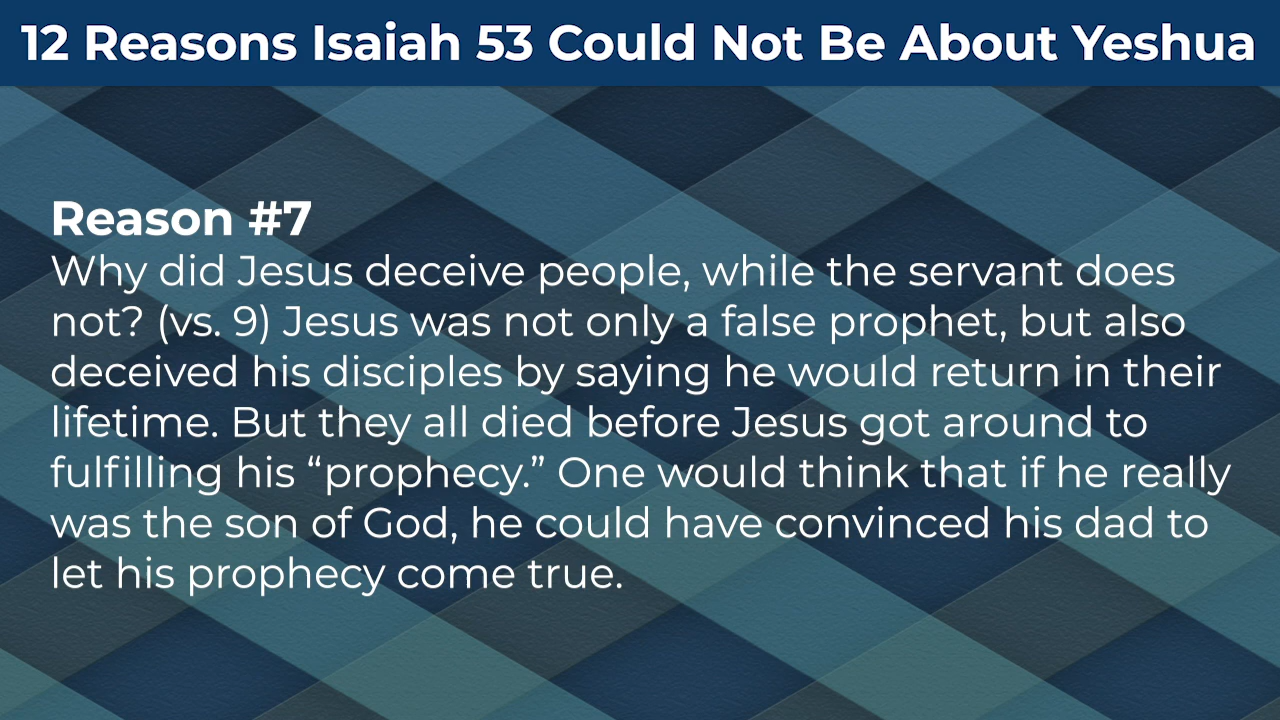 12 Reasons Isaiah 53 Could Not Be About Yeshua
Reason #7
Why did Jesus deceive people, while the servant does
not? (vs. 9) Jesus was not only a false prophet, but also
deceived his disciples by saying he would return in their
lifetime. But they all died before Jesus got around to
fulfilling his “prophecy.” One would think that if he really
was the son of God, he could have convinced his dad to
let his prophecy come true.